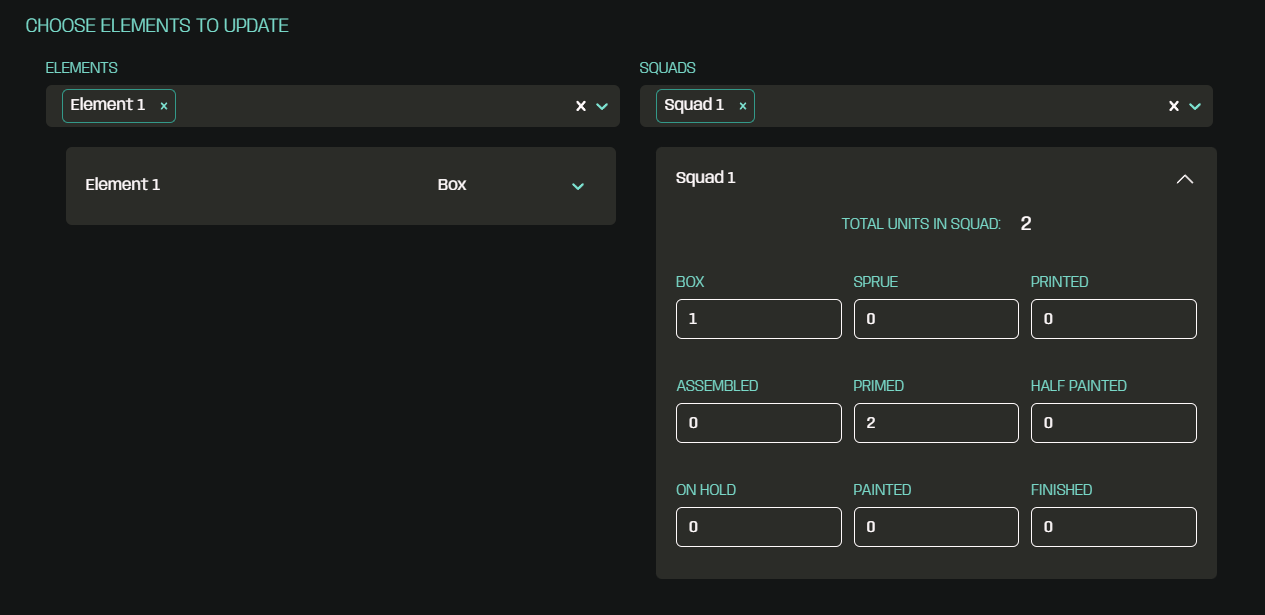 CHOOSE ELEMENTS TO UPDATE
ELEMENTS
Element 1 ×
Element 1 Box
SQUADS
Squad 1 ×
Squad 1
TOTAL UNITS IN SQUAD: 2
BOX SPRUE PRINTED
1 0 0
ASSEMBLED PRIMED HALF PAINTED
0 2 0
ON HOLD PAINTED FINISHED
0 0 0